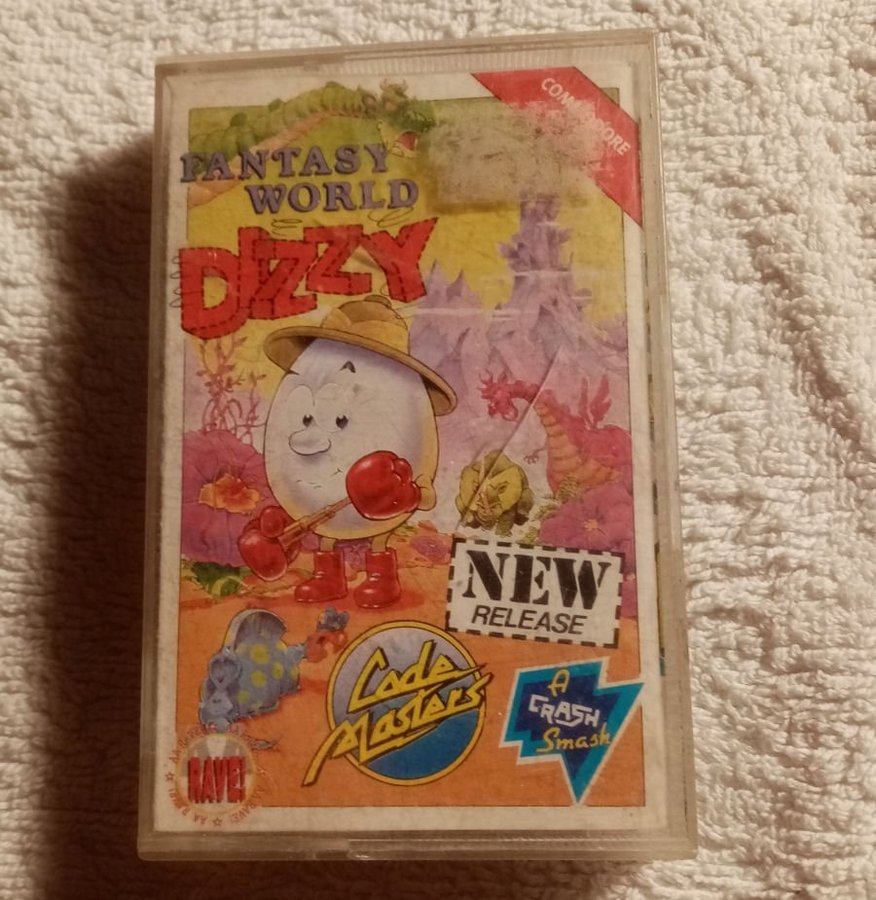 COMMODORE
FANTASY
WORLD
DIZZY
NEW
RELEASE
Code
Masters
A
CRASH
Smash
RAVE!